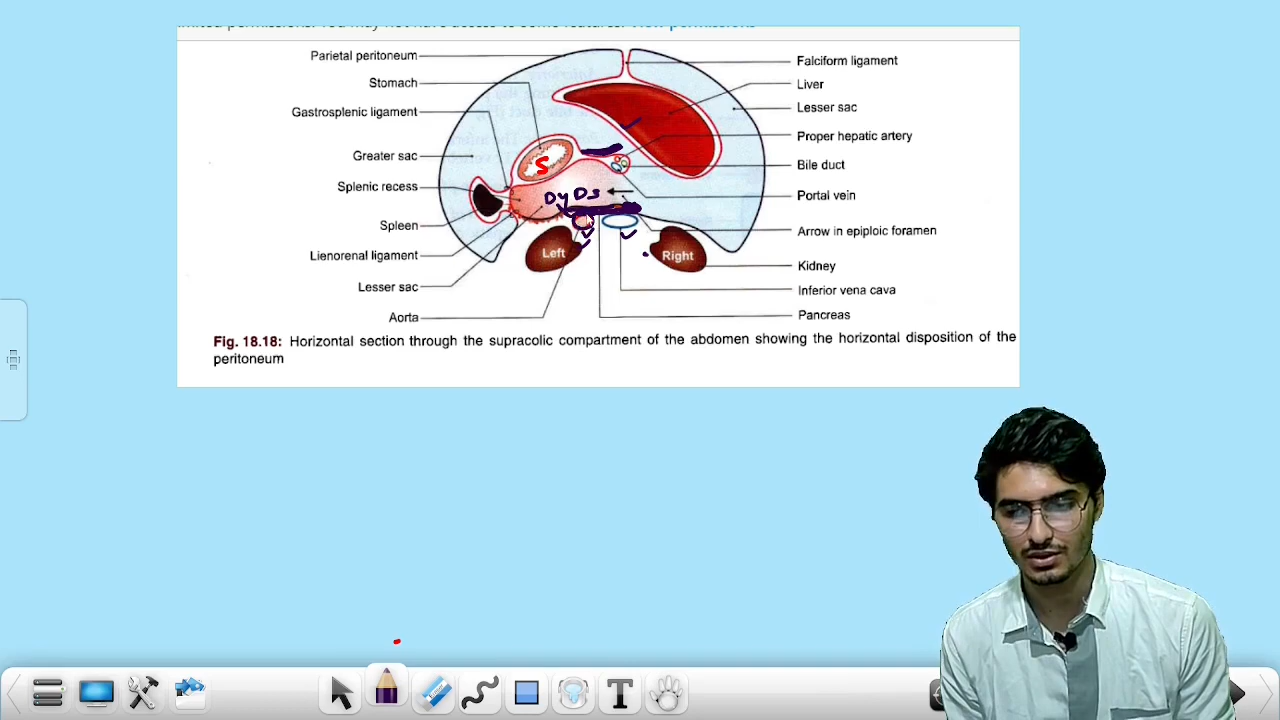 Parietal peritoneum
Stomach
Gastrosplenic ligament
Greater sac
Splenic recess
Spleen
Lienorenal ligament
Lesser sac
Aorta
Falciform ligament
Liver
Lesser sac
Proper hepatic artery
Bile duct
Portal vein
Arrow in epiploic foramen
Kidney
Inferior vena cava
Pancreas
S
Left
Right
Fig. 18.18: Horizontal section through the supracolic compartment of the abdomen showing the horizontal disposition of the
peritoneum
T